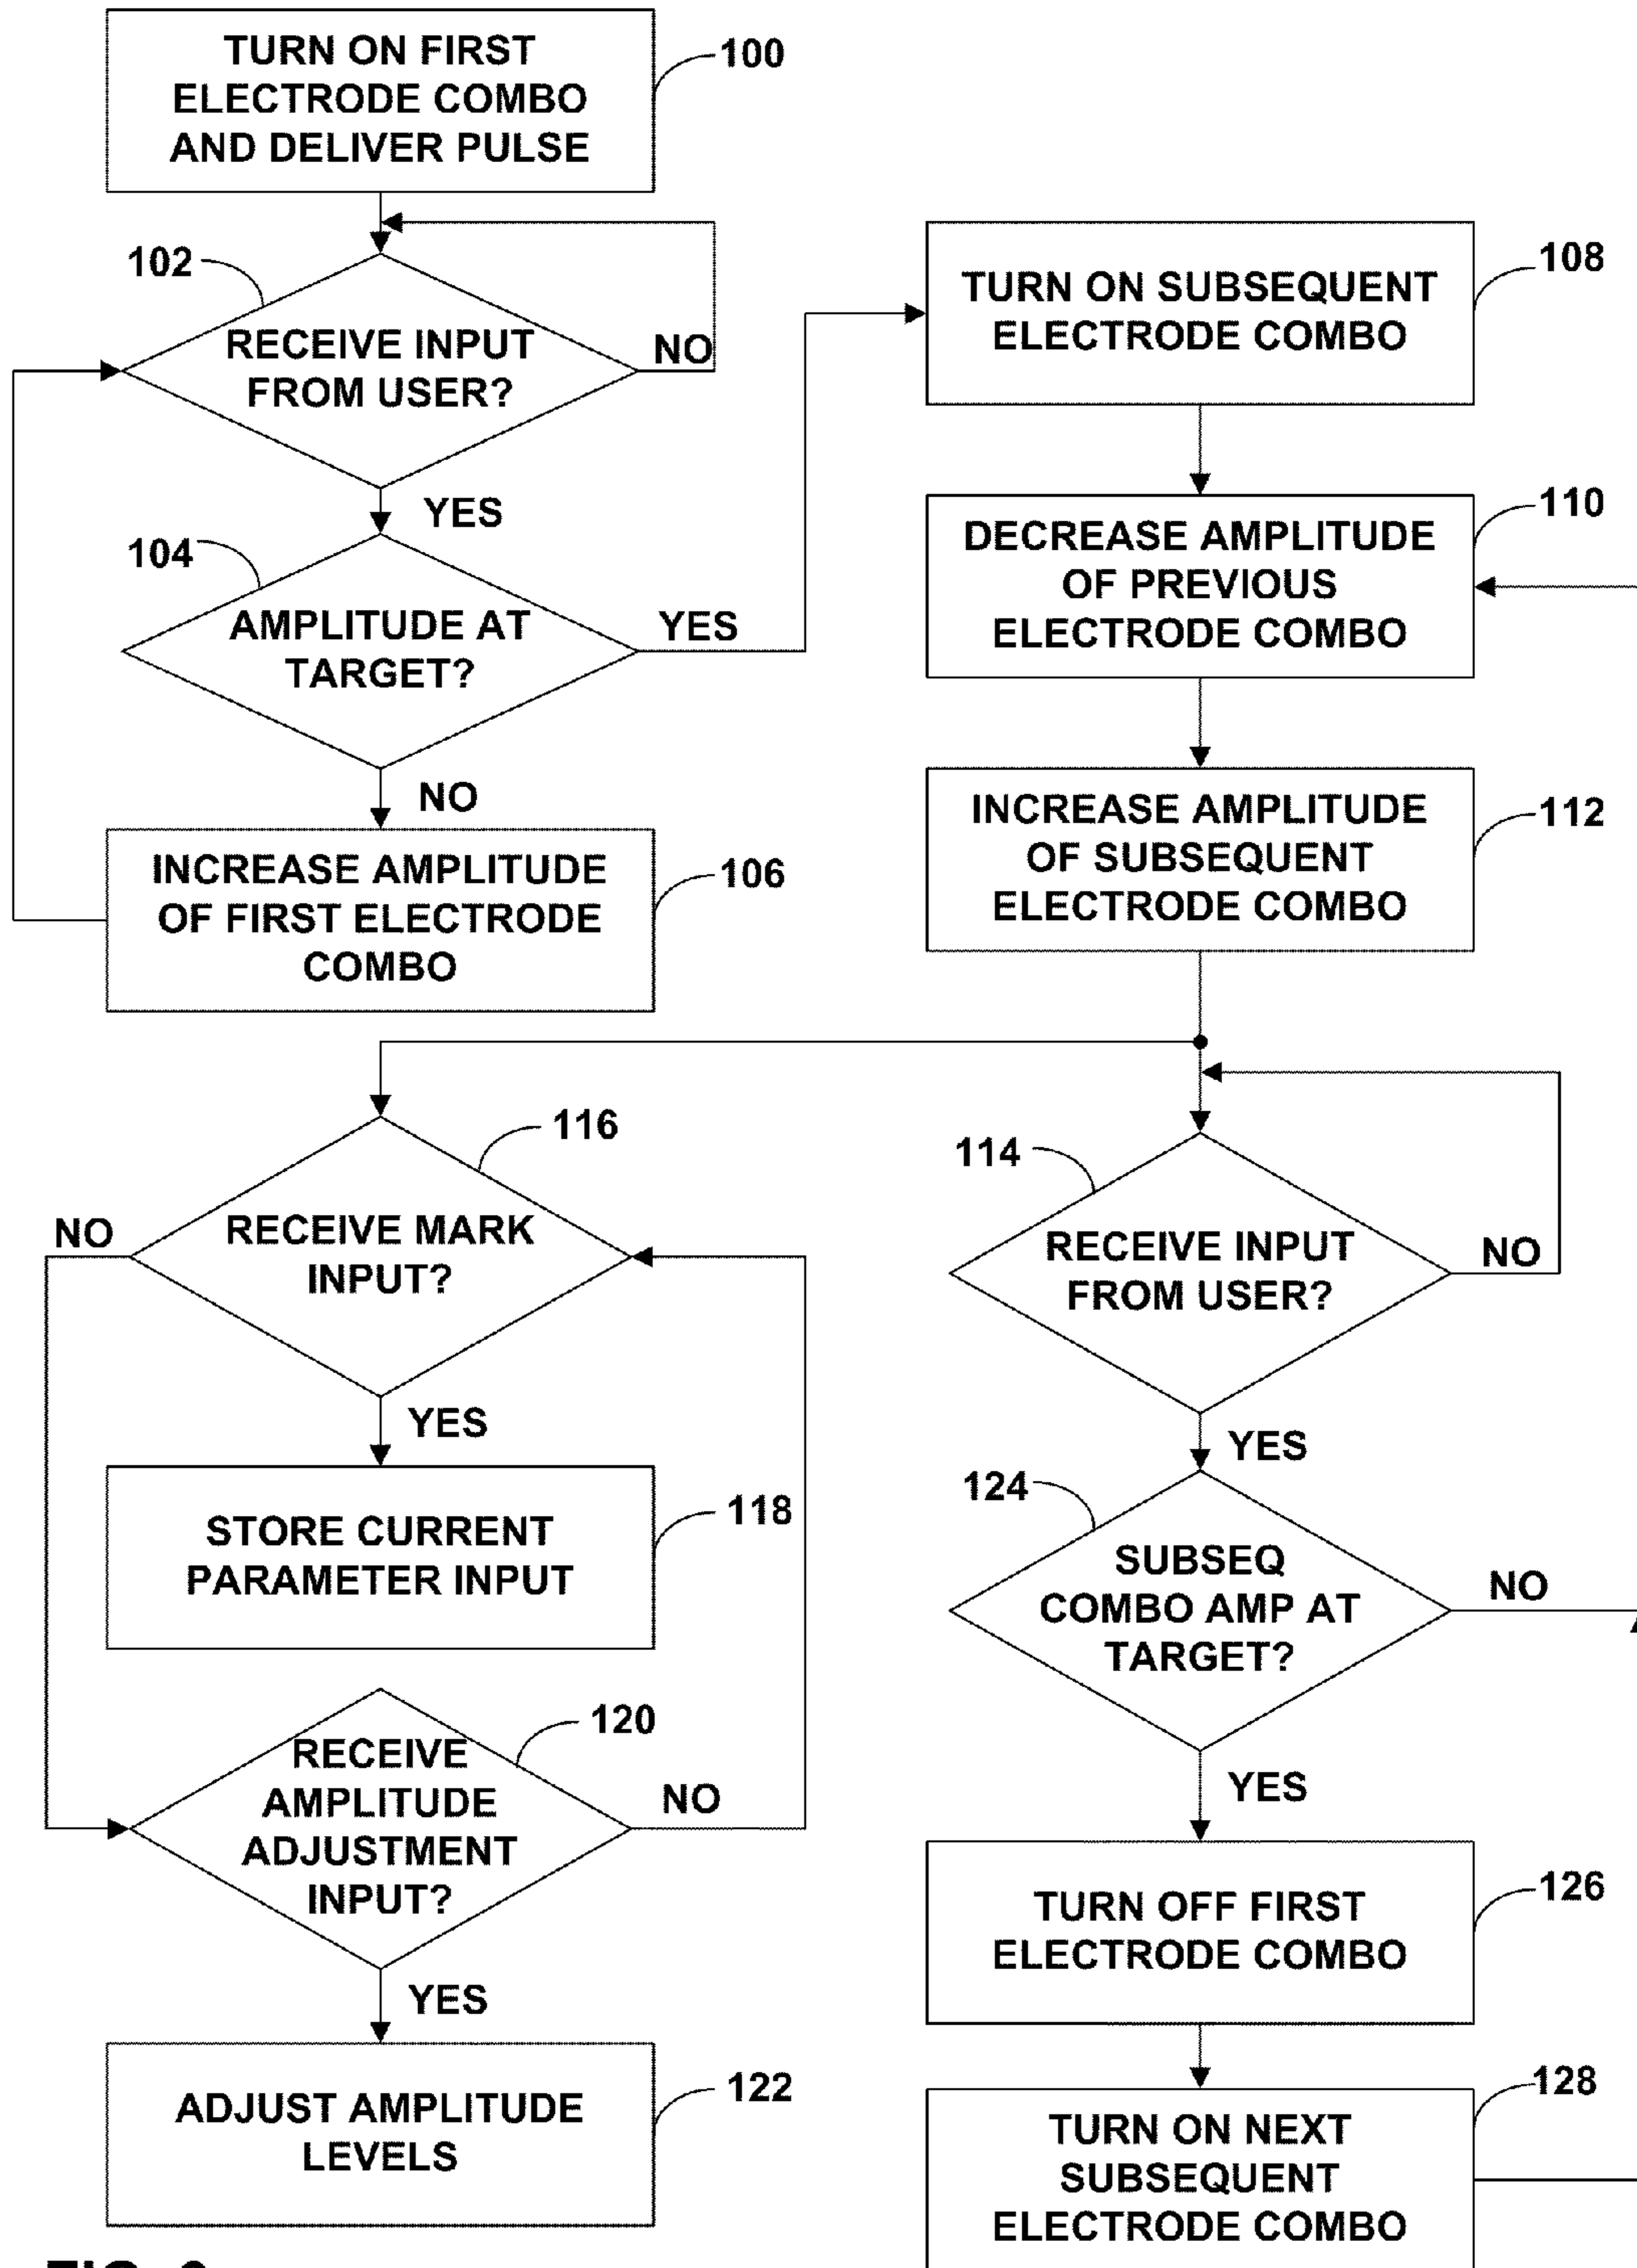 TURN ON FIRST
ELECTRODE COMBO
AND DELIVER PULSE
100
102
RECEIVE INPUT
FROM USER?
NO
YES
104
AMPLITUDE AT
TARGET?
YES
NO
INCREASE AMPLITUDE
OF FIRST ELECTRODE
COMBO
106
TURN ON SUBSEQUENT
ELECTRODE COMBO
108
DECREASE AMPLITUDE
OF PREVIOUS
ELECTRODE COMBO
110
INCREASE AMPLITUDE
OF SUBSEQUENT
ELECTRODE COMBO
112
116
RECEIVE MARK
INPUT?
NO
YES
STORE CURRENT
PARAMETER INPUT
118
120
RECEIVE
AMPLITUDE
ADJUSTMENT
INPUT?
NO
YES
ADJUST AMPLITUDE
LEVELS
122
114
RECEIVE INPUT
FROM USER?
NO
YES
124
SUBSEQ
COMBO AMP AT
TARGET?
NO
YES
TURN OFF FIRST
ELECTRODE COMBO
126
TURN ON NEXT
SUBSEQUENT
ELECTRODE COMBO
128